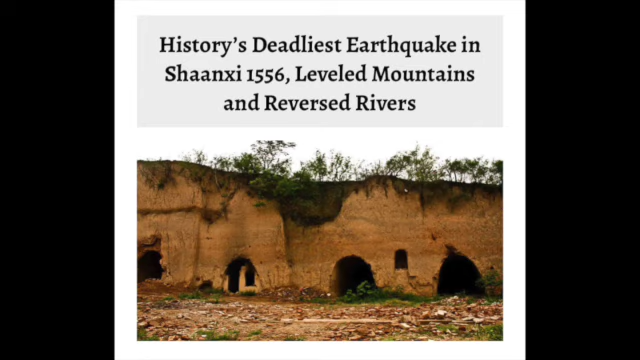 History’s Deadliest Earthquake in
Shaanxi 1556, Leveled Mountains
and Reversed Rivers